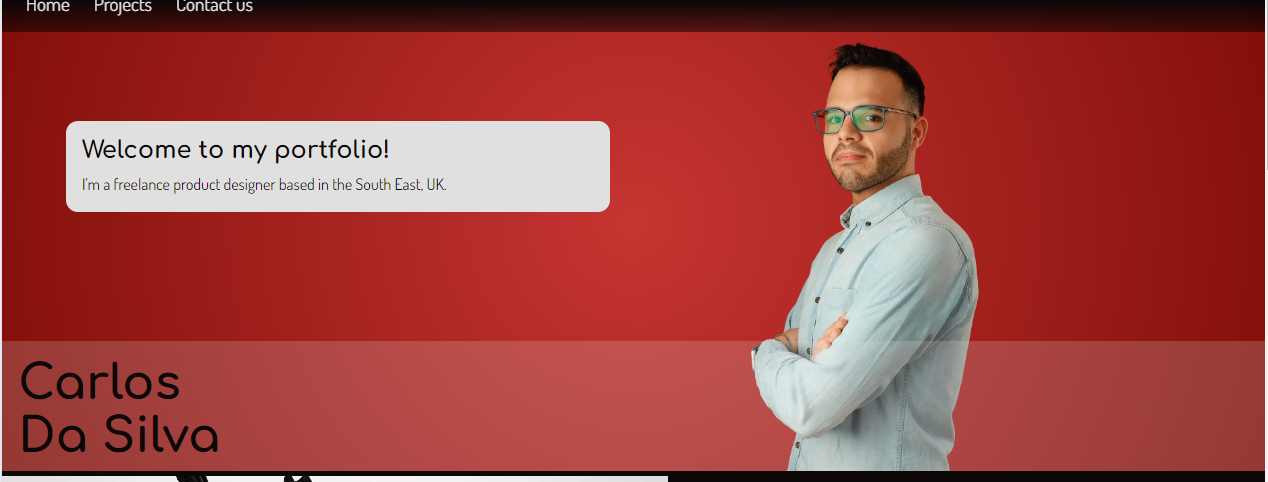 Home Projects Contact us
Welcome to my portfolio!
I'm a freelance product designer based in the South East, UK.
Carlos
Da Silva